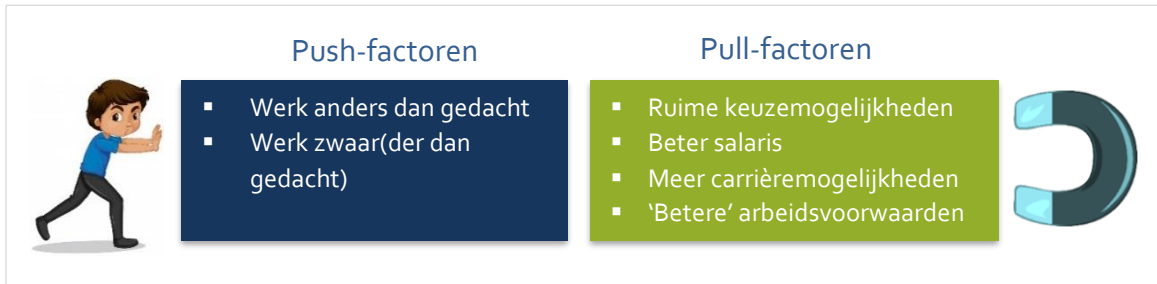 Push-factoren
▪ Werk anders dan gedacht
▪ Werk zwaar(der dan
gedacht)
Pull-factoren
▪ Ruime keuzemogelijkheden
▪ Beter salaris
▪ Meer carrièremogelijkheden
▪ ‘Betere’ arbeidsvoorwaarden